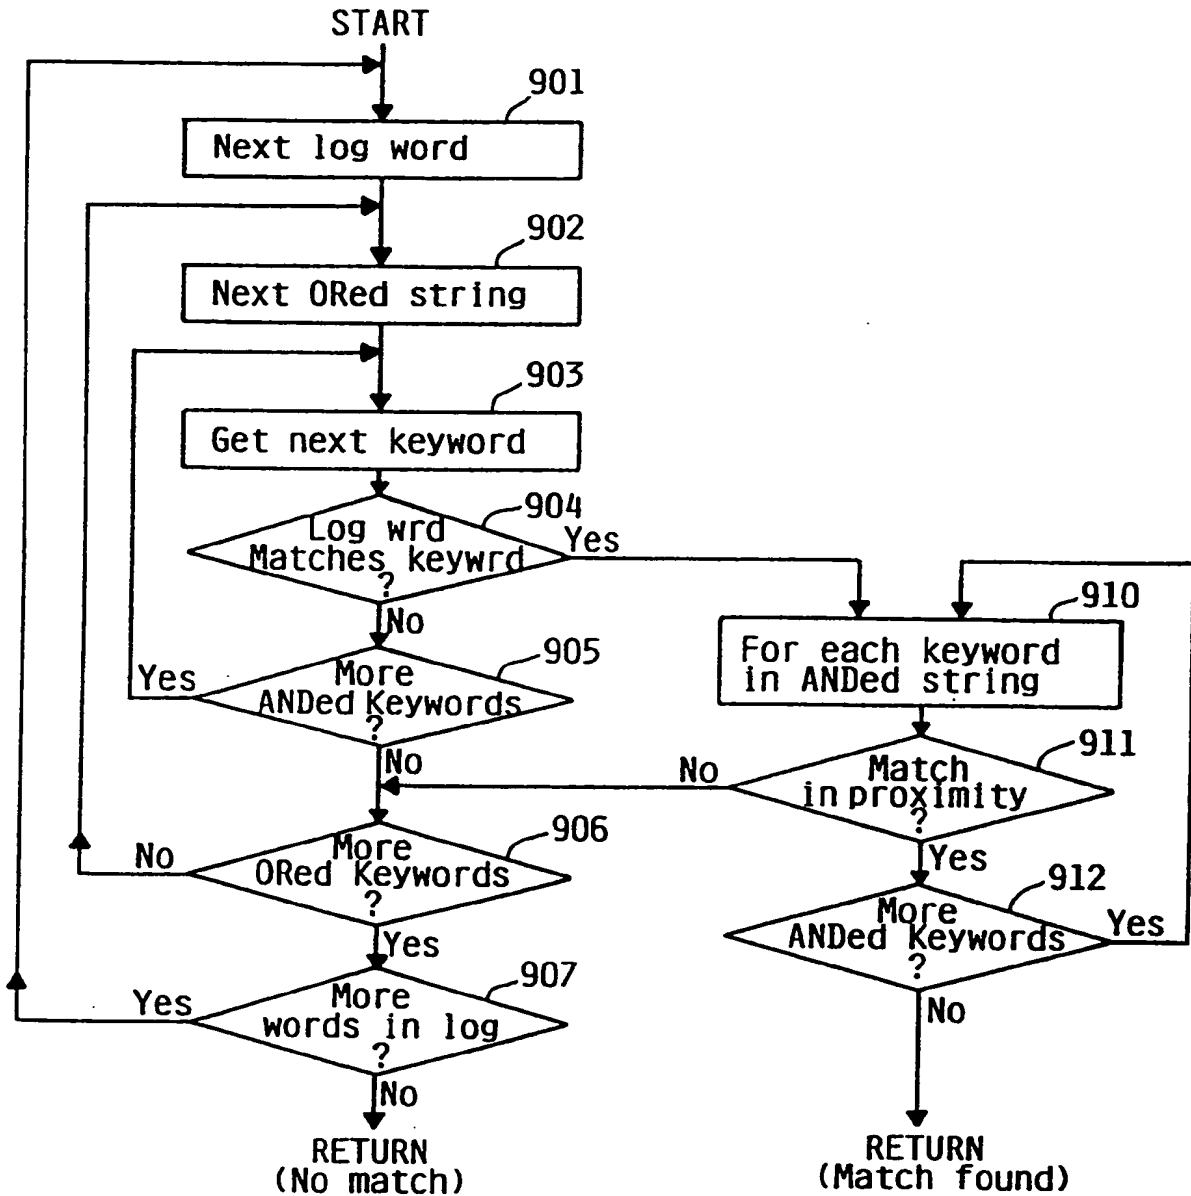 START
901
Next log word
902
Next ORed string
903
Get next keyword
904
Log wrd
Matches keywrd
?
Yes
No
905
More
ANDed Keywords
?
Yes
No
906
More
ORed Keywords
?
No
Yes
907
More
words in log
?
Yes
No
RETURN
(No match)
910
For each keyword
in ANDed string
911
Match
in proximity
?
No
Yes
912
More
ANDed Keywords
?
Yes
No
RETURN
(Match found)